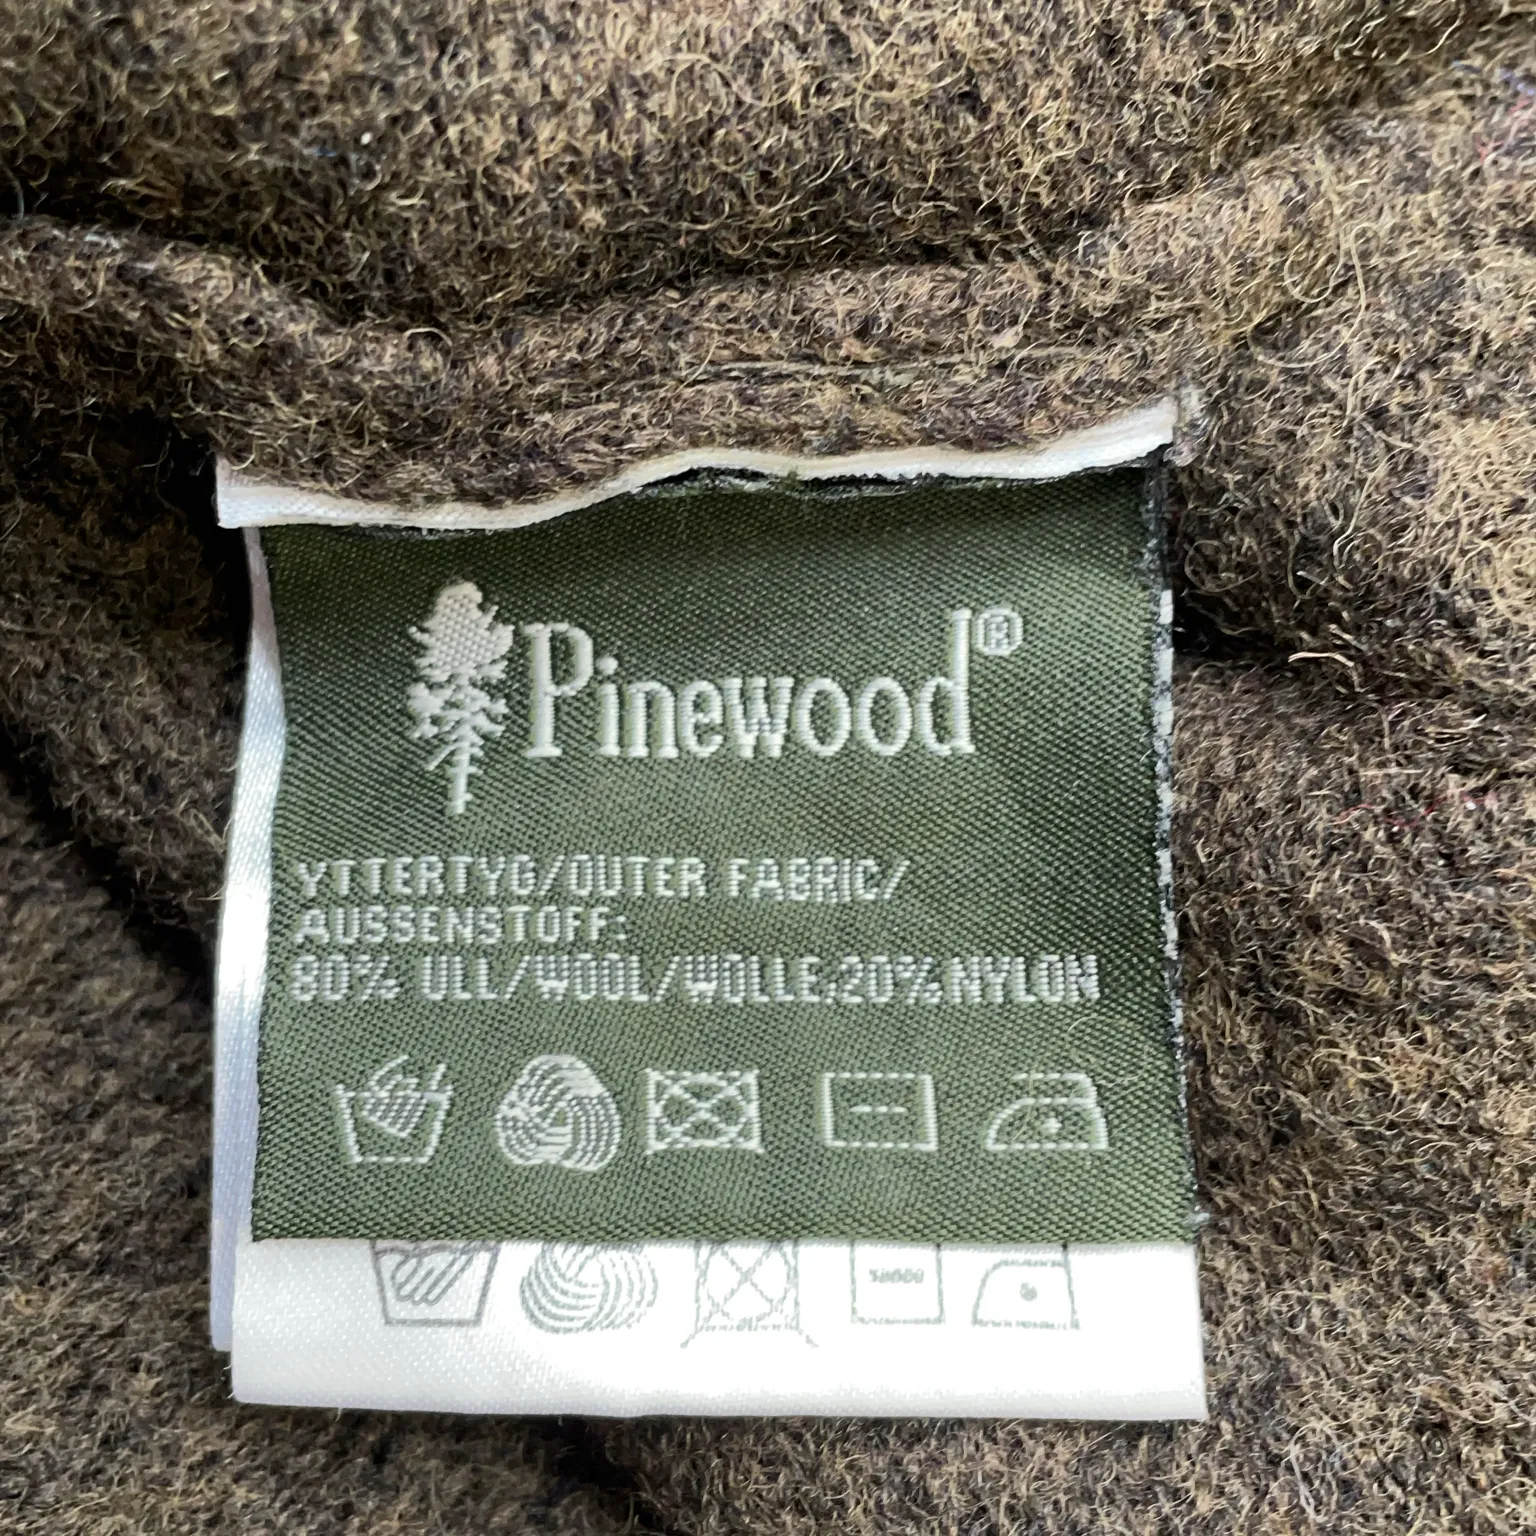 Pinewood®
YTTERTYG/OUTER FABRIC/
AUSSENSTOFF:
80% ULL/WOOL/WOLLE.20% NYLON